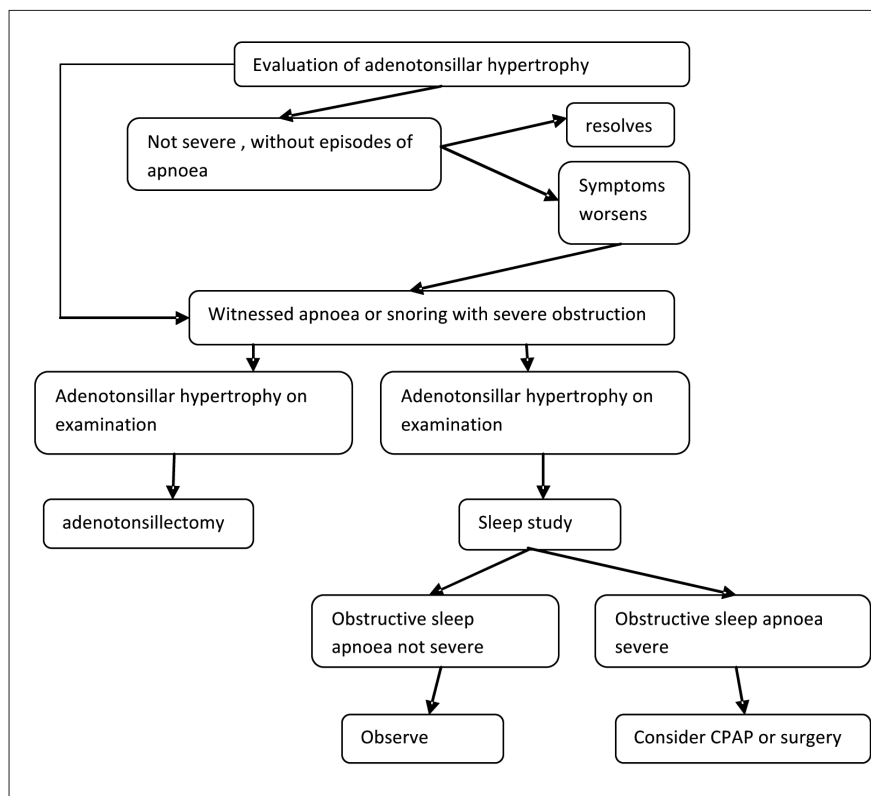 Evaluation of adenotonsillar hypertrophy
Not severe , without episodes of
apnoea
resolves
Symptoms
worsens
Witnessed apnoea or snoring with severe obstruction
Adenotonsillar hypertrophy on
examination
Adenotonsillar hypertrophy on
examination
adenotonsillectomy
Sleep study
Obstructive sleep
apnoea not severe
Obstructive sleep apnoea
severe
Observe
Consider CPAP or surgery